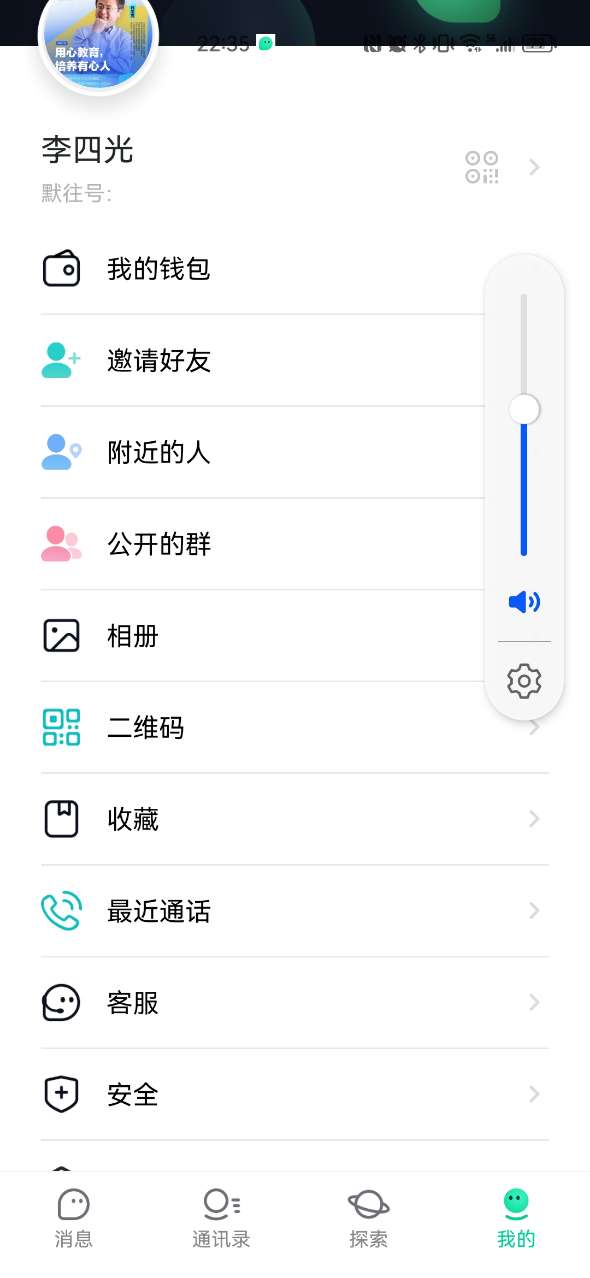 用心教育，
培养有心人
22:35
李四光
默往号:
我的钱包
邀请好友
附近的人
公开的群
相册
二维码
收藏
最近通话
客服
安全
消息
通讯录
探索
我的